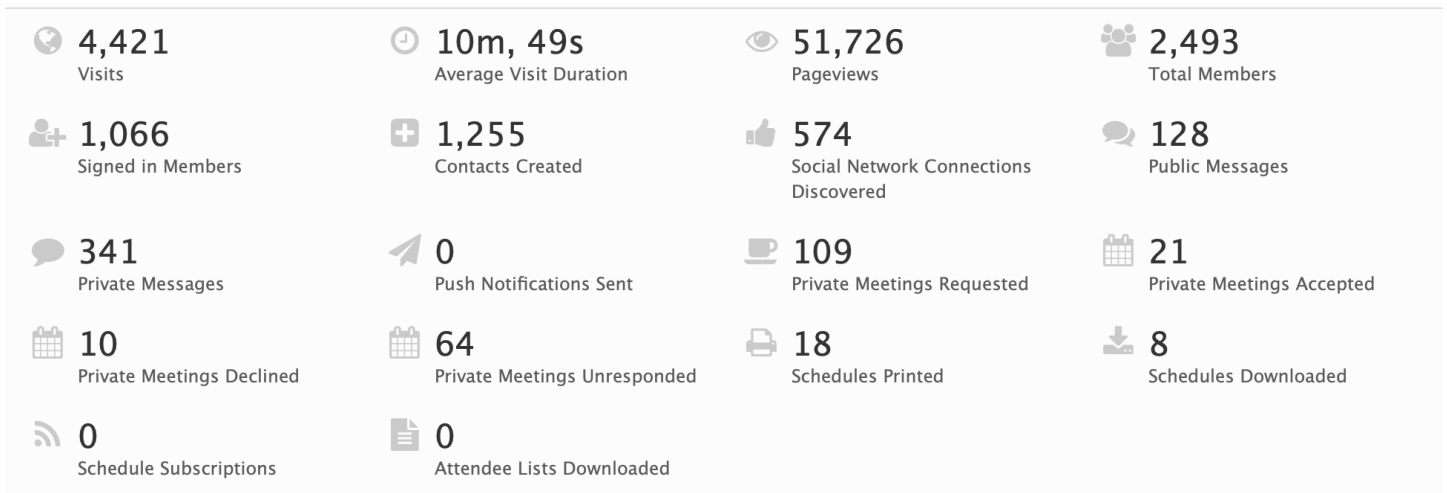 4,421
Visits
10m, 49s
Average Visit Duration
51,726
Pageviews
2,493
Total Members
1,066
Signed in Members
1,255
Contacts Created
574
Social Network Connections
Discovered
128
Public Messages
341
Private Messages
0
Push Notifications Sent
109
Private Meetings Requested
21
Private Meetings Accepted
10
Private Meetings Declined
64
Private Meetings Unresponded
18
Schedules Printed
8
Schedules Downloaded
0
Schedule Subscriptions
0
Attendee Lists Downloaded